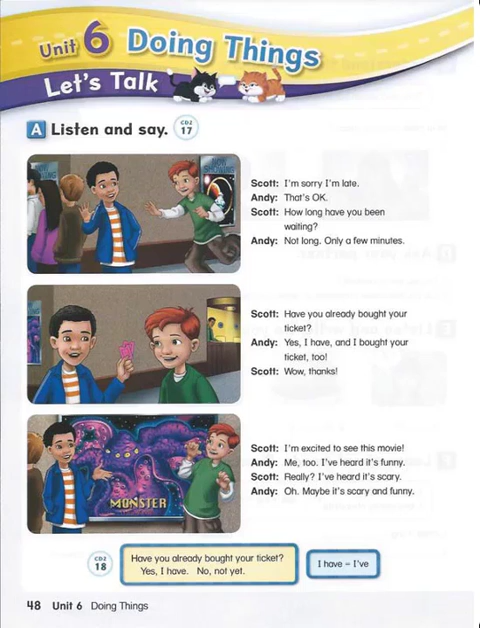 Unit 6 Doing Things
Let's Talk
A Listen and say. CD2 17
NOW SHOWING
NOW SHOWING
Scott: I'm sorry I'm late.
Andy: That's OK.
Scott: How long have you been
waiting?
Andy: Not long. Only a few minutes.
Scott: Have you already bought your
ticket?
Andy: Yes, I have, and I bought your
ticket, too!
Scott: Wow, thanks!
MONSTER
Scott: I'm excited to see this movie!
Andy: Me, too. I've heard it's funny.
Scott: Really? I've heard it's scary.
Andy: Oh. Maybe it's scary and funny.
CD2 18
Have you already bought your ticket?
Yes, I have. No, not yet.
I have = I've
48 Unit 6 Doing Things